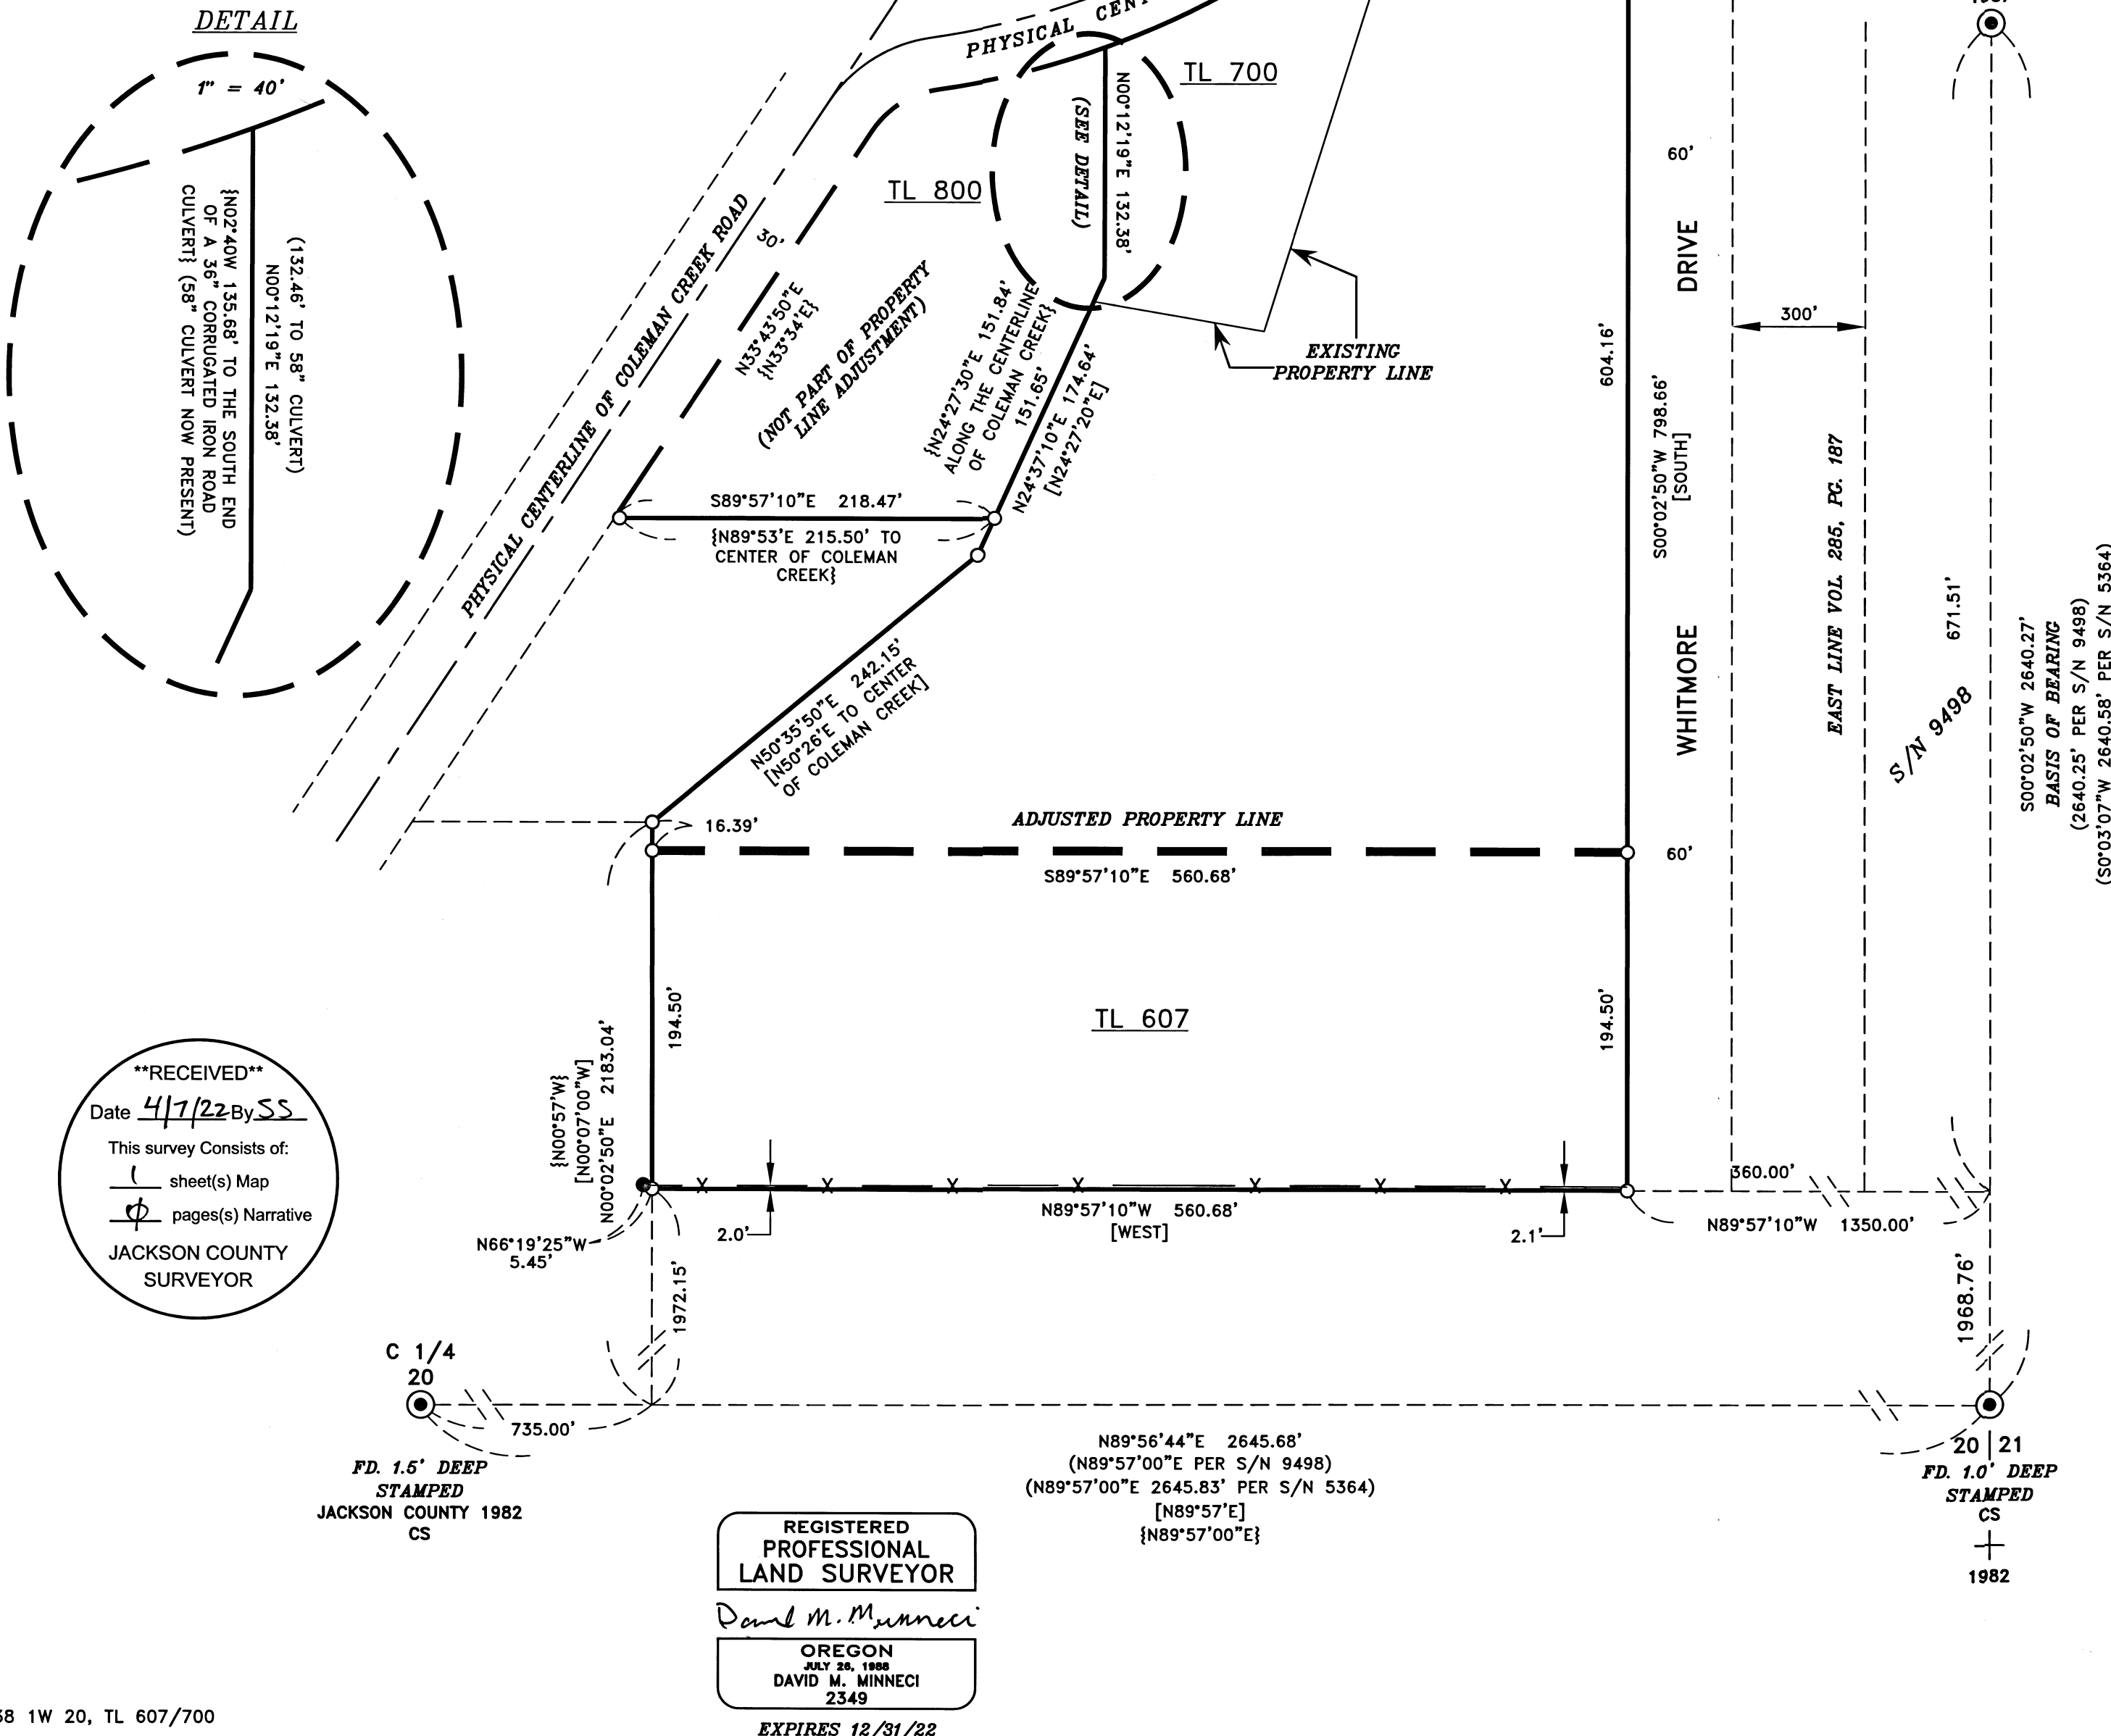 DETAIL
1" = 40'
(132.46' TO 58" CULVERT)
N00°12'19"E 132.38'
{N02°40W 135.68' TO THE SOUTH END
OF A 36" CORRUGATED IRON ROAD
CULVERT} (58" CULVERT NOW PRESENT)
PHYSICAL
TL 700
TL 800
N00°12'19"E 132.38'
(SEE DETAIL)
PHYSICAL CENTERLINE OF COLEMAN CREEK ROAD
30'
N33°43'50"E
{N33°34'E}
(NOT PART OF PROPERTY
LINE ADJUSTMENT)
{N24°27'30"E 151.84'
ALONG THE CENTERLINE
OF COLEMAN CREEK}
151.65'
N24°37'10"E 174.64'
[N24°27'20"E]
EXISTING
PROPERTY LINE
S89°57'10"E 218.47'
{N89°53'E 215.50' TO
CENTER OF COLEMAN
CREEK}
N50°35'50"E 242.15'
[N50°26'E TO CENTER
OF COLEMAN CREEK]
16.39'
ADJUSTED PROPERTY LINE
S89°57'10"E 560.68'
60'
60'
WHITMORE DRIVE
604.16'
S00°02'50"W 798.66'
[SOUTH]
300'
EAST LINE VOL. 285, PG. 187
S/N 9498
671.51'
S00°02'50"W 2640.27'
BASIS OF BEARING
(2640.25' PER S/N 9498)
(S0°03'07"W 2640.58' PER S/N 5364)
194.50'
TL 607
194.50'
{N00°57'W}
[N00°07'00"W]
N00°02'50"E 2183.04'
X X X X X X X
N66°19'25"W
5.45'
2.0'
N89°57'10"W 560.68'
[WEST]
2.1'
360.00'
N89°57'10"W 1350.00'
1972.15'
1968.76'
**RECEIVED**
Date 4/7/22 By SS
This survey Consists of:
1 sheet(s) Map
0 pages(s) Narrative
JACKSON COUNTY
SURVEYOR
C 1/4
20
735.00'
FD. 1.5' DEEP
STAMPED
JACKSON COUNTY 1982
CS
N89°56'44"E 2645.68'
(N89°57'00"E PER S/N 9498)
(N89°57'00"E 2645.83' PER S/N 5364)
[N89°57'E]
{N89°57'00"E}
20 21
FD. 1.0' DEEP
STAMPED
CS
1982
REGISTERED
PROFESSIONAL
LAND SURVEYOR
David M. Minneci
OREGON
JULY 26, 1988
DAVID M. MINNECI
2349
EXPIRES 12/31/22
8 1W 20, TL 607/700